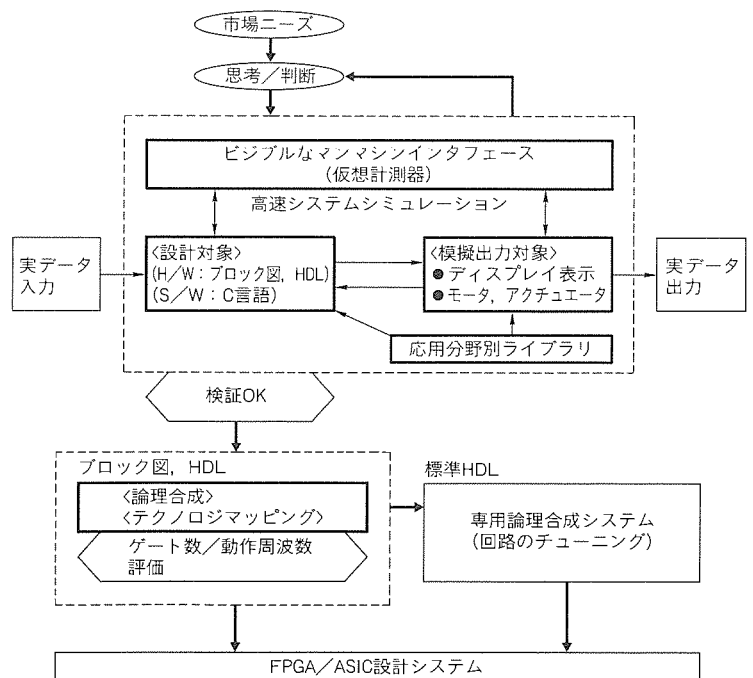 市場ニーズ
思考／判断
ビジブルなマンマシンインタフェース
(仮想計測器)
高速システムシミュレーション
実データ
入力
〈設計対象〉
(H／W：ブロック図，HDL)
(S／W：C言語)
〈模擬出力対象〉
●ディスプレイ表示
●モータ，アクチュエータ
実データ
出力
応用分野別ライブラリ
検証OK
ブロック図，HDL
〈論理合成〉
〈テクノロジマッピング〉
ゲート数／動作周波数
評価
標準HDL
専用論理合成システム
(回路のチューニング)
FPGA／ASIC設計システム